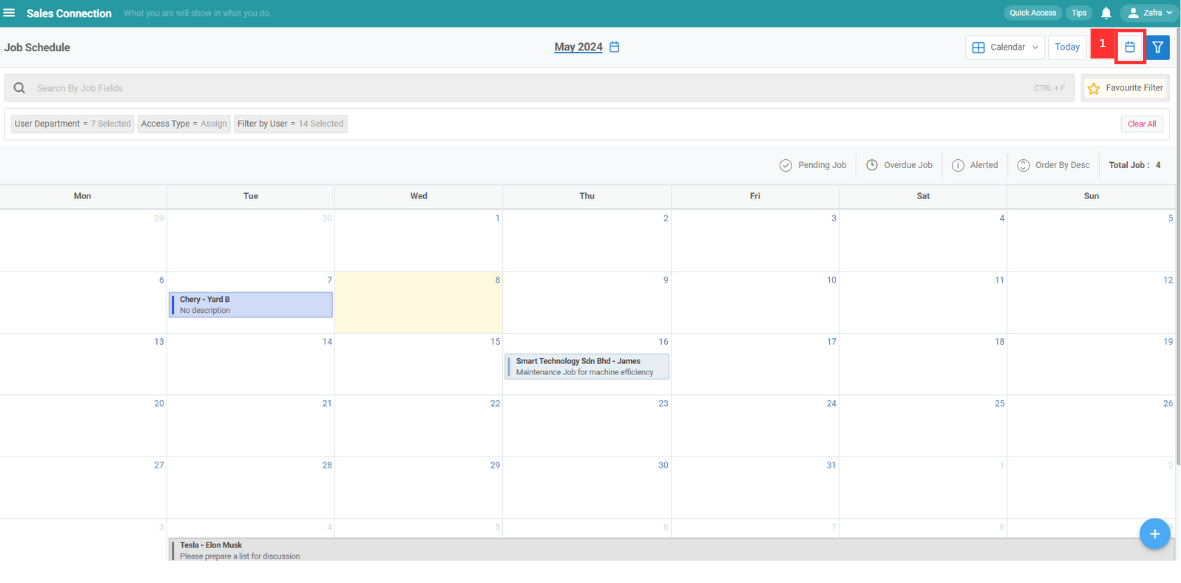 Sales Connection What you are will show in what you do. Quick Access Tips Zafra
Job Schedule May 2024 Calendar Today 1
Search By Job Fields CTRL + F Favourite Filter
User Department = 7 Selected Access Type = Assign Filter by User = 14 Selected Clear All
Pending Job Overdue Job Alerted Order By Desc Total Job : 4
Mon Tue Wed Thu Fri Sat Sun
29 30 1 2 3 4 5
6 7 8 9 10 11 12
Chery - Yard B
No description
13 14 15 16 17 18 19
Smart Technology Sdn Bhd - James
Maintenance Job for machine efficiency
20 21 22 23 24 25 26
27 28 29 30 31 1 2
3 4 5 6 7 8 9
Tesla - Elon Musk
Please prepare a list for discussion